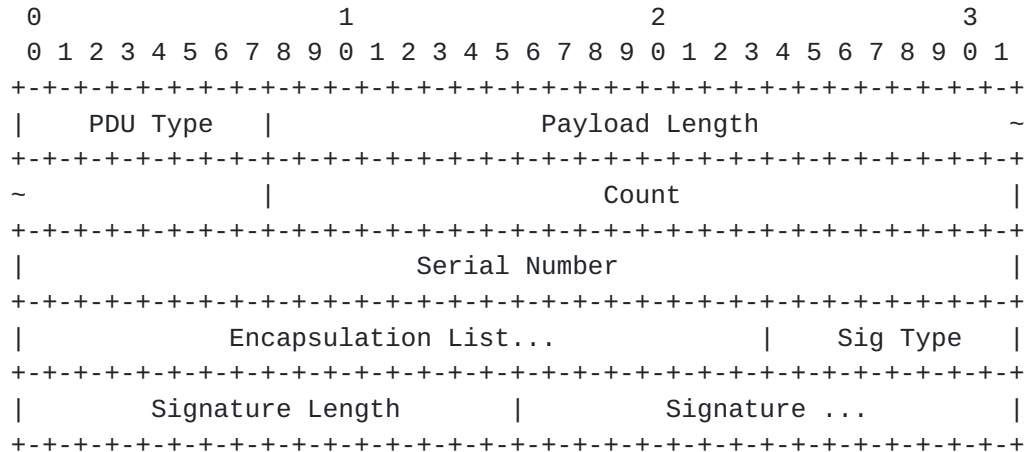 0                   1                   2                   3
 0 1 2 3 4 5 6 7 8 9 0 1 2 3 4 5 6 7 8 9 0 1 2 3 4 5 6 7 8 9 0 1
+-+-+-+-+-+-+-+-+-+-+-+-+-+-+-+-+-+-+-+-+-+-+-+-+-+-+-+-+-+-+-+-+
|    PDU Type   |                 Payload Length                ~
+-+-+-+-+-+-+-+-+-+-+-+-+-+-+-+-+-+-+-+-+-+-+-+-+-+-+-+-+-+-+-+-+
~               |                     Count                     |
+-+-+-+-+-+-+-+-+-+-+-+-+-+-+-+-+-+-+-+-+-+-+-+-+-+-+-+-+-+-+-+-+
|                         Serial Number                         |
+-+-+-+-+-+-+-+-+-+-+-+-+-+-+-+-+-+-+-+-+-+-+-+-+-+-+-+-+-+-+-+-+
|             Encapsulation List...             |    Sig Type   |
+-+-+-+-+-+-+-+-+-+-+-+-+-+-+-+-+-+-+-+-+-+-+-+-+-+-+-+-+-+-+-+-+
|        Signature Length       |         Signature ...         |
+-+-+-+-+-+-+-+-+-+-+-+-+-+-+-+-+-+-+-+-+-+-+-+-+-+-+-+-+-+-+-+-+